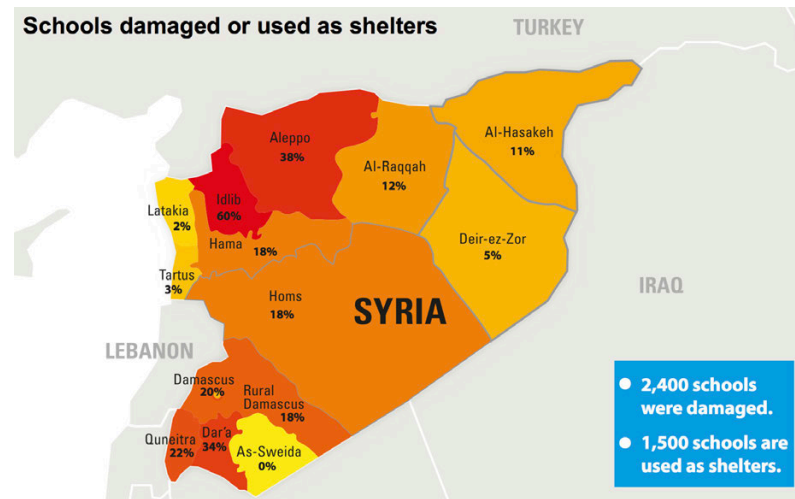 Schools damaged or used as shelters
TURKEY
Aleppo
38%
Al-Hasakeh
11%
Al-Raqqah
12%
Idlib
60%
Latakia
2%
Hama
18%
Deir-ez-Zor
5%
Tartus
3%
Homs
18%
SYRIA
IRAQ
LEBANON
Damascus
20%
Rural
Damascus
18%
Quneitra
22%
Dar'a
34%
As-Sweida
0%
2,400 schools
were damaged.
1,500 schools are
used as shelters.